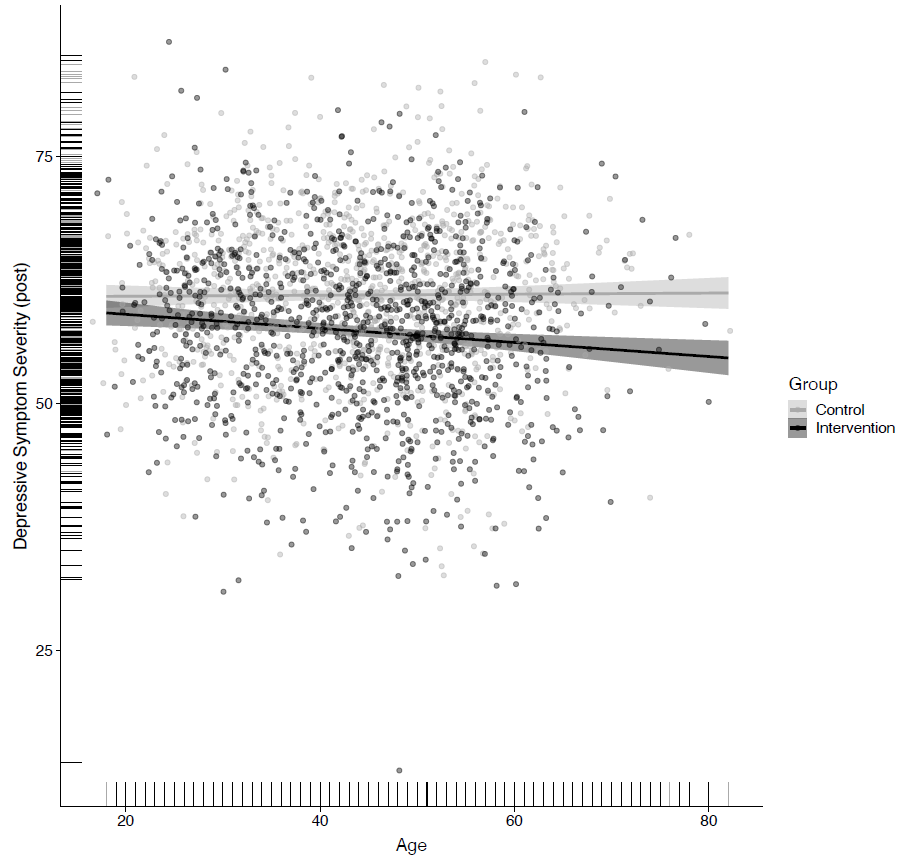 75
50
25
Depressive Symptom Severity (post)
20 40 60 80
Age
Group
Control
Intervention